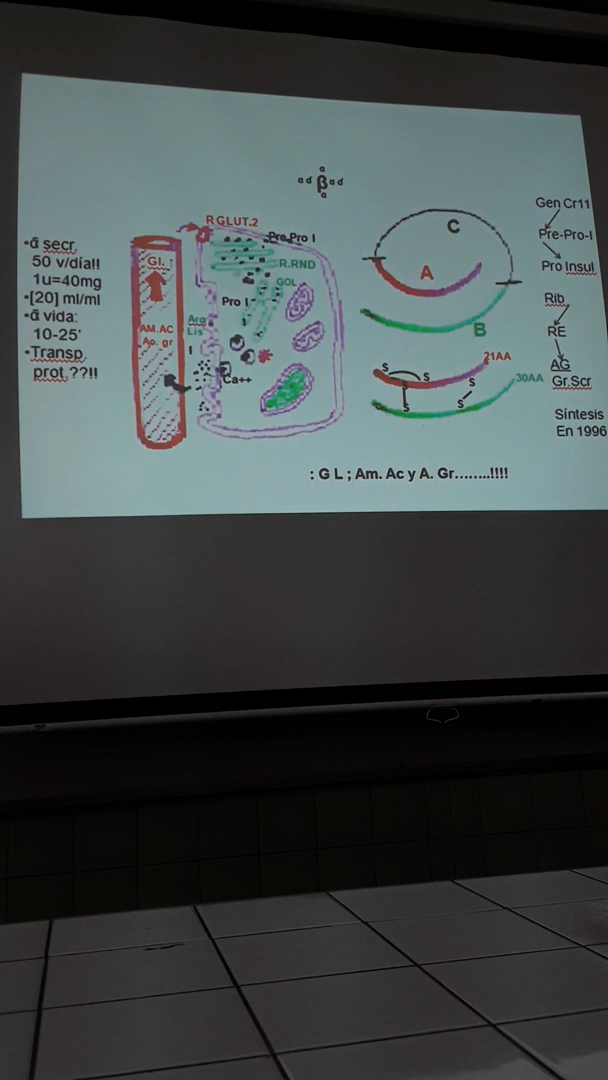 α
α d β α d
α
•ā secr
50 v/día!!
1u=40mg
•[20] ml/ml
•ā vida:
10-25'
•Transp
prot.??!!
R GLUT.2
Gl.
AM.AC
Ao. gr
Pre Pro I
R.RND
GOL
Pro I
Arg
Lis
I
Ca++
C
A
B
21AA
S S S
30AA
S S
Gen Cr11
Pre-Pro-I
Pro Insul
Rib
RE
AG
Gr.Scr
Síntesis
En 1996
: G L ; Am. Ac y A. Gr........!!!!